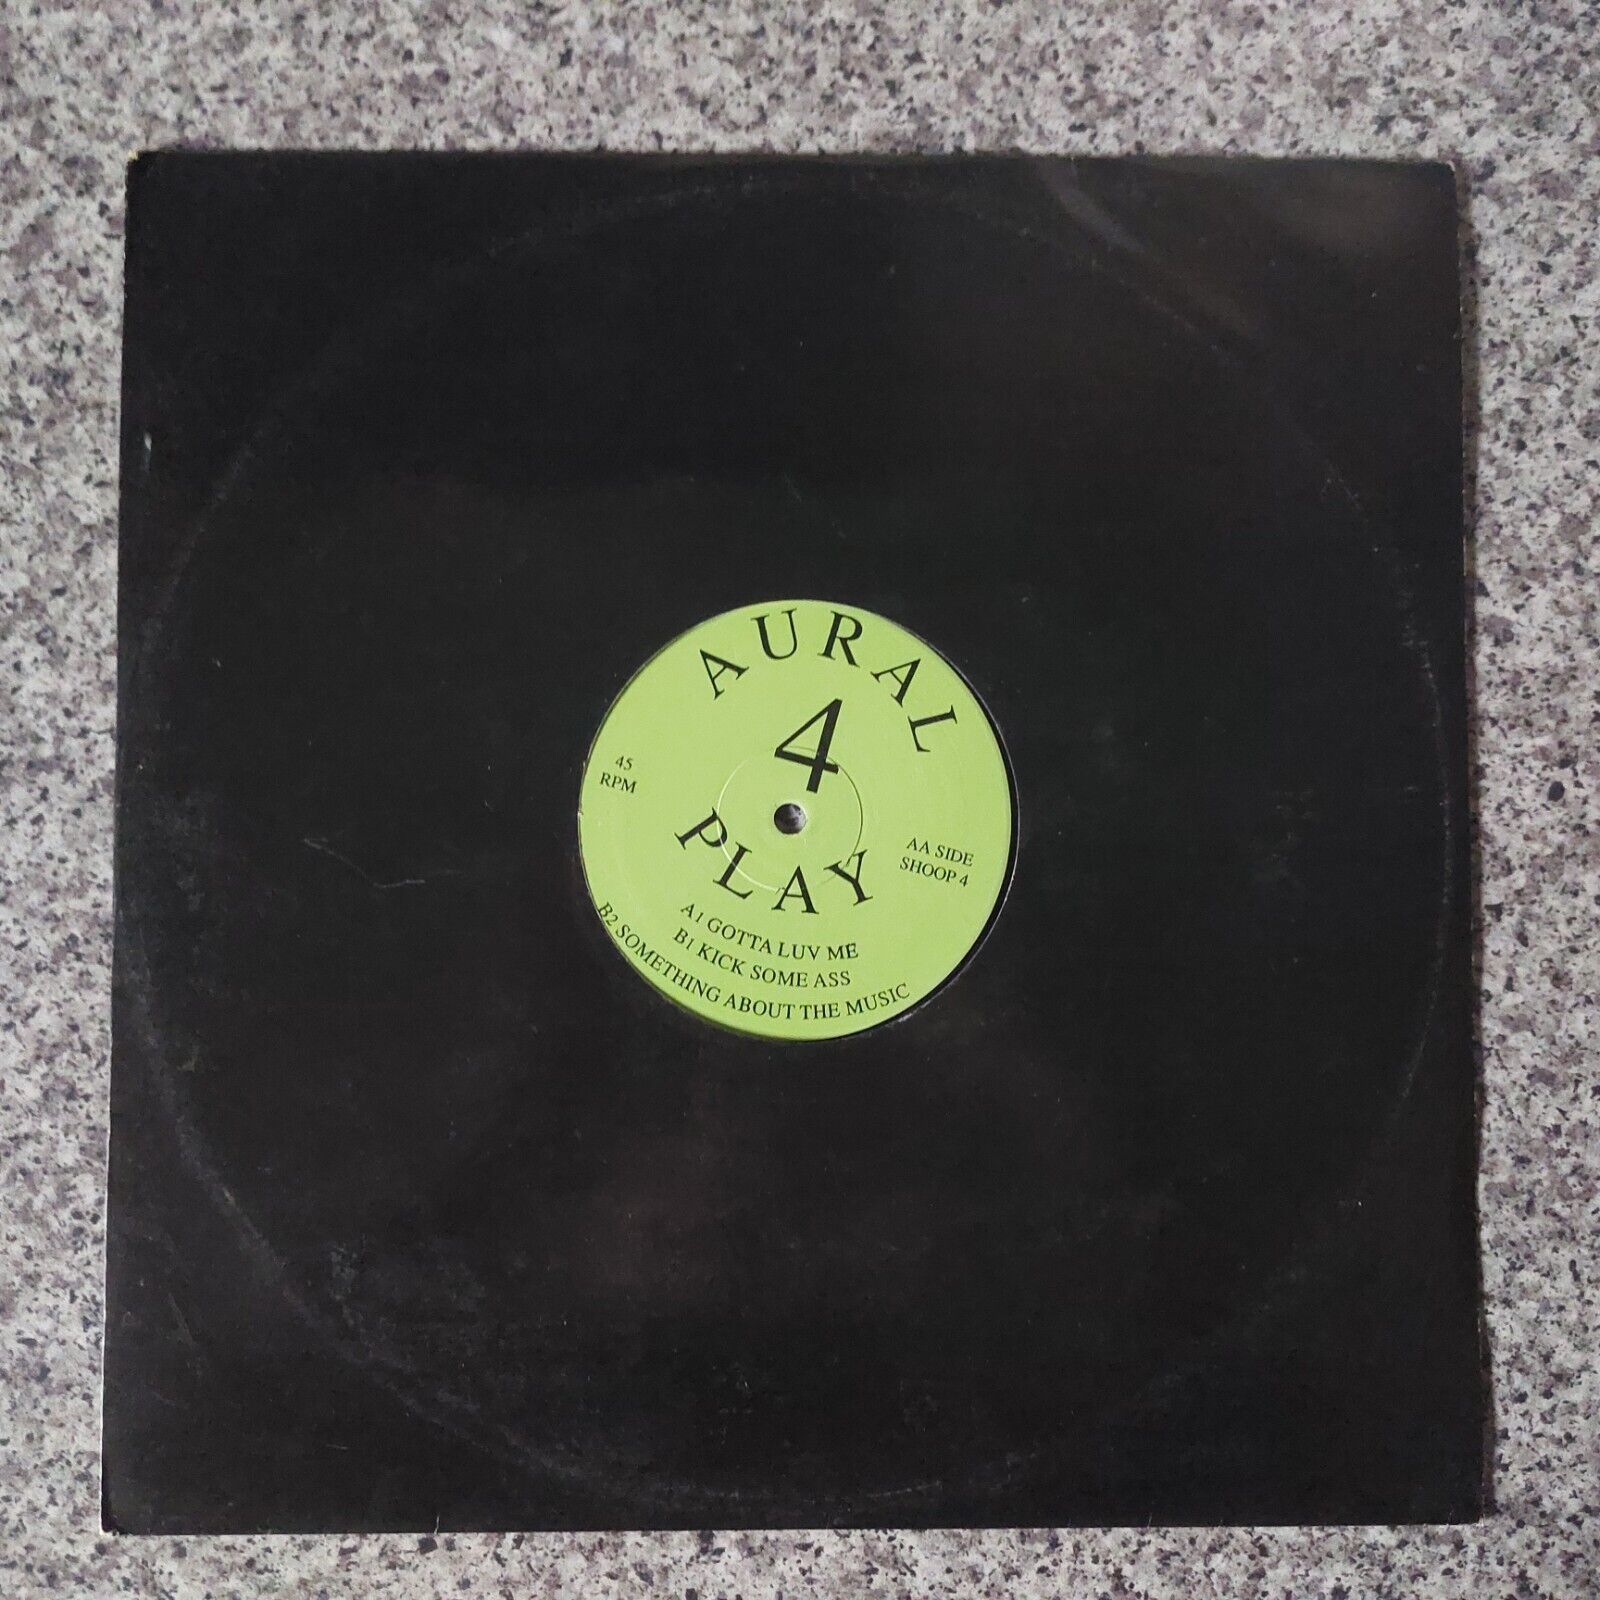 AURAL
4
PLAY
45
RPM
AA SIDE
SHOOP 4
A1 GOTTA LUV ME
B1 KICK SOME ASS
B2 SOMETHING ABOUT THE MUSIC